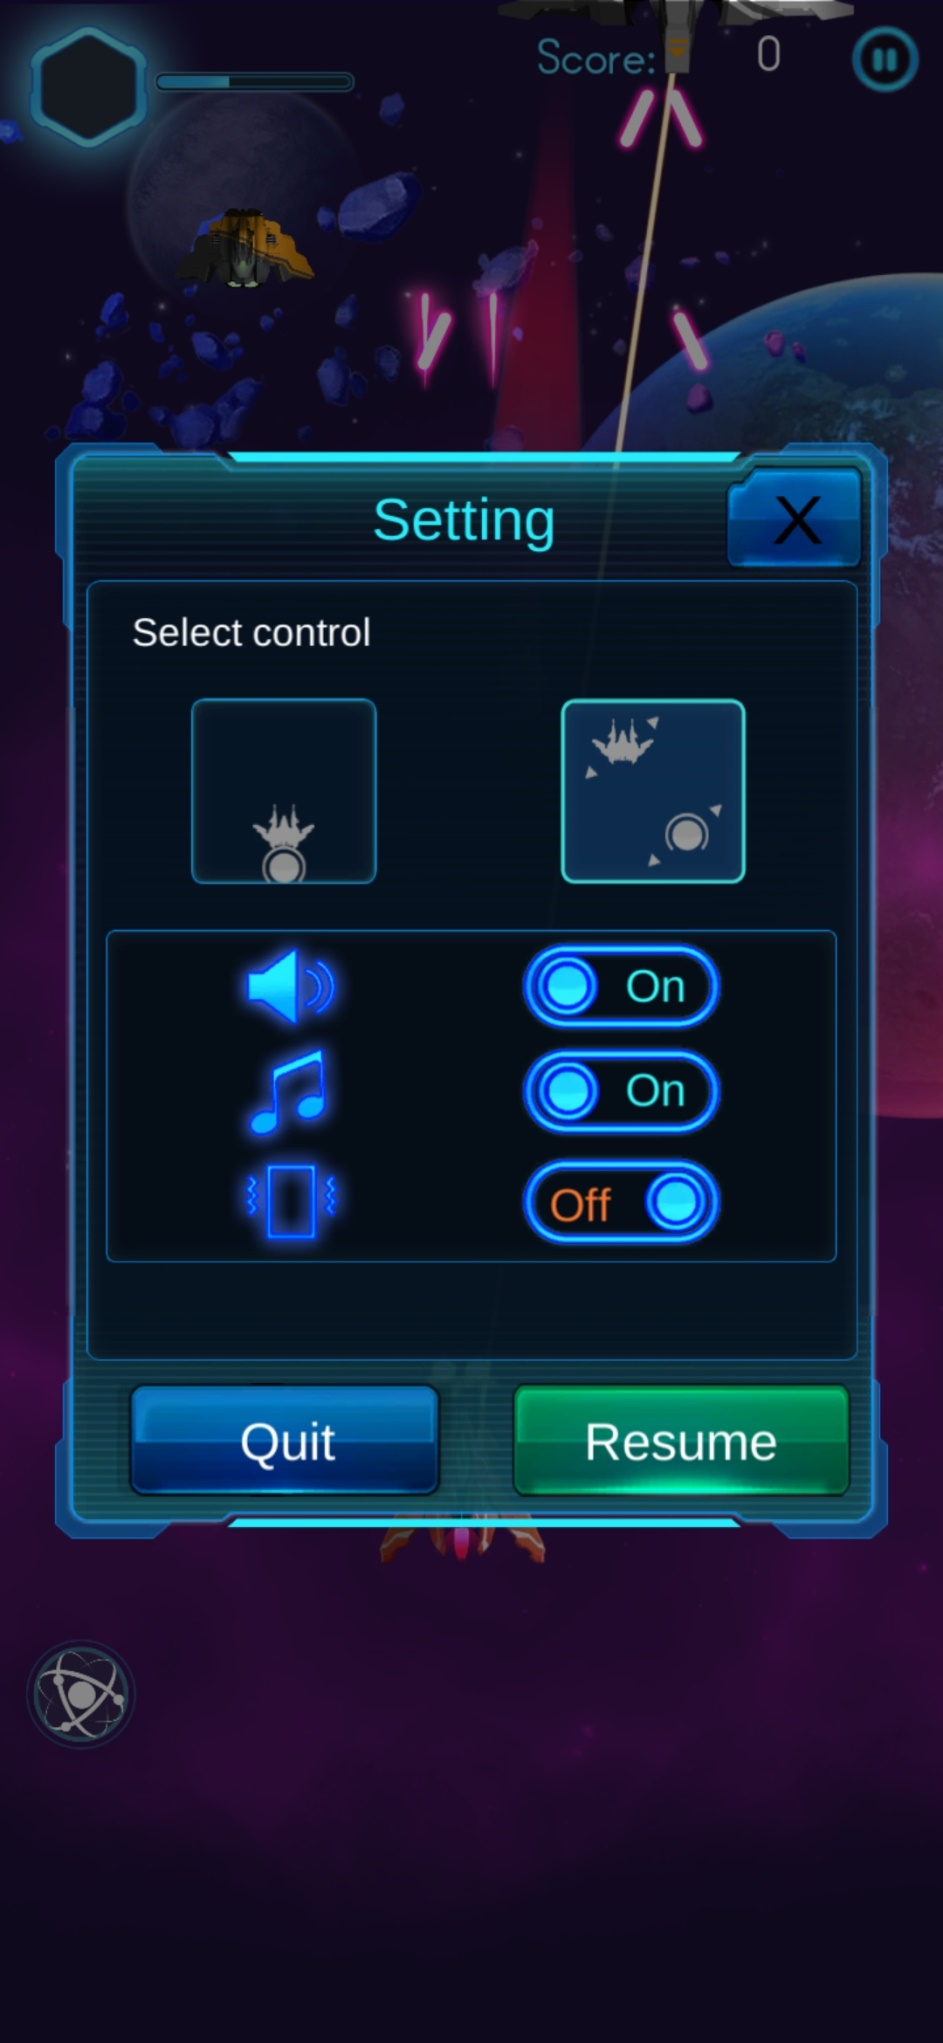 Score: 0
Setting
X
Select control
On
On
Off
Quit
Resume